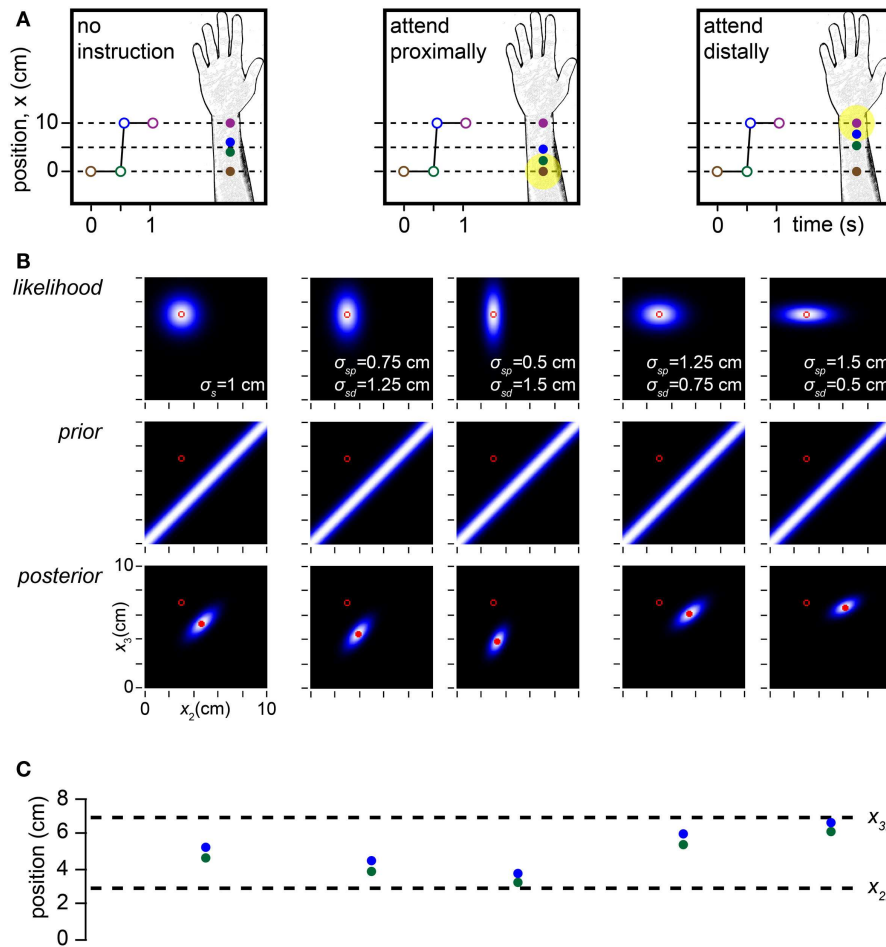 A
no instruction
attend proximally
attend distally
position, x (cm)
10
0
0 1
0 1
0 1 time (s)
B
likelihood
σs=1 cm
σsp=0.75 cm
σsd=1.25 cm
σsp=0.5 cm
σsd=1.5 cm
σsp=1.25 cm
σsd=0.75 cm
σsp=1.5 cm
σsd=0.5 cm
prior
posterior
10
x3(cm)
0
0 x2(cm) 10
C
position (cm)
8
6
4
2
0
x3
x2